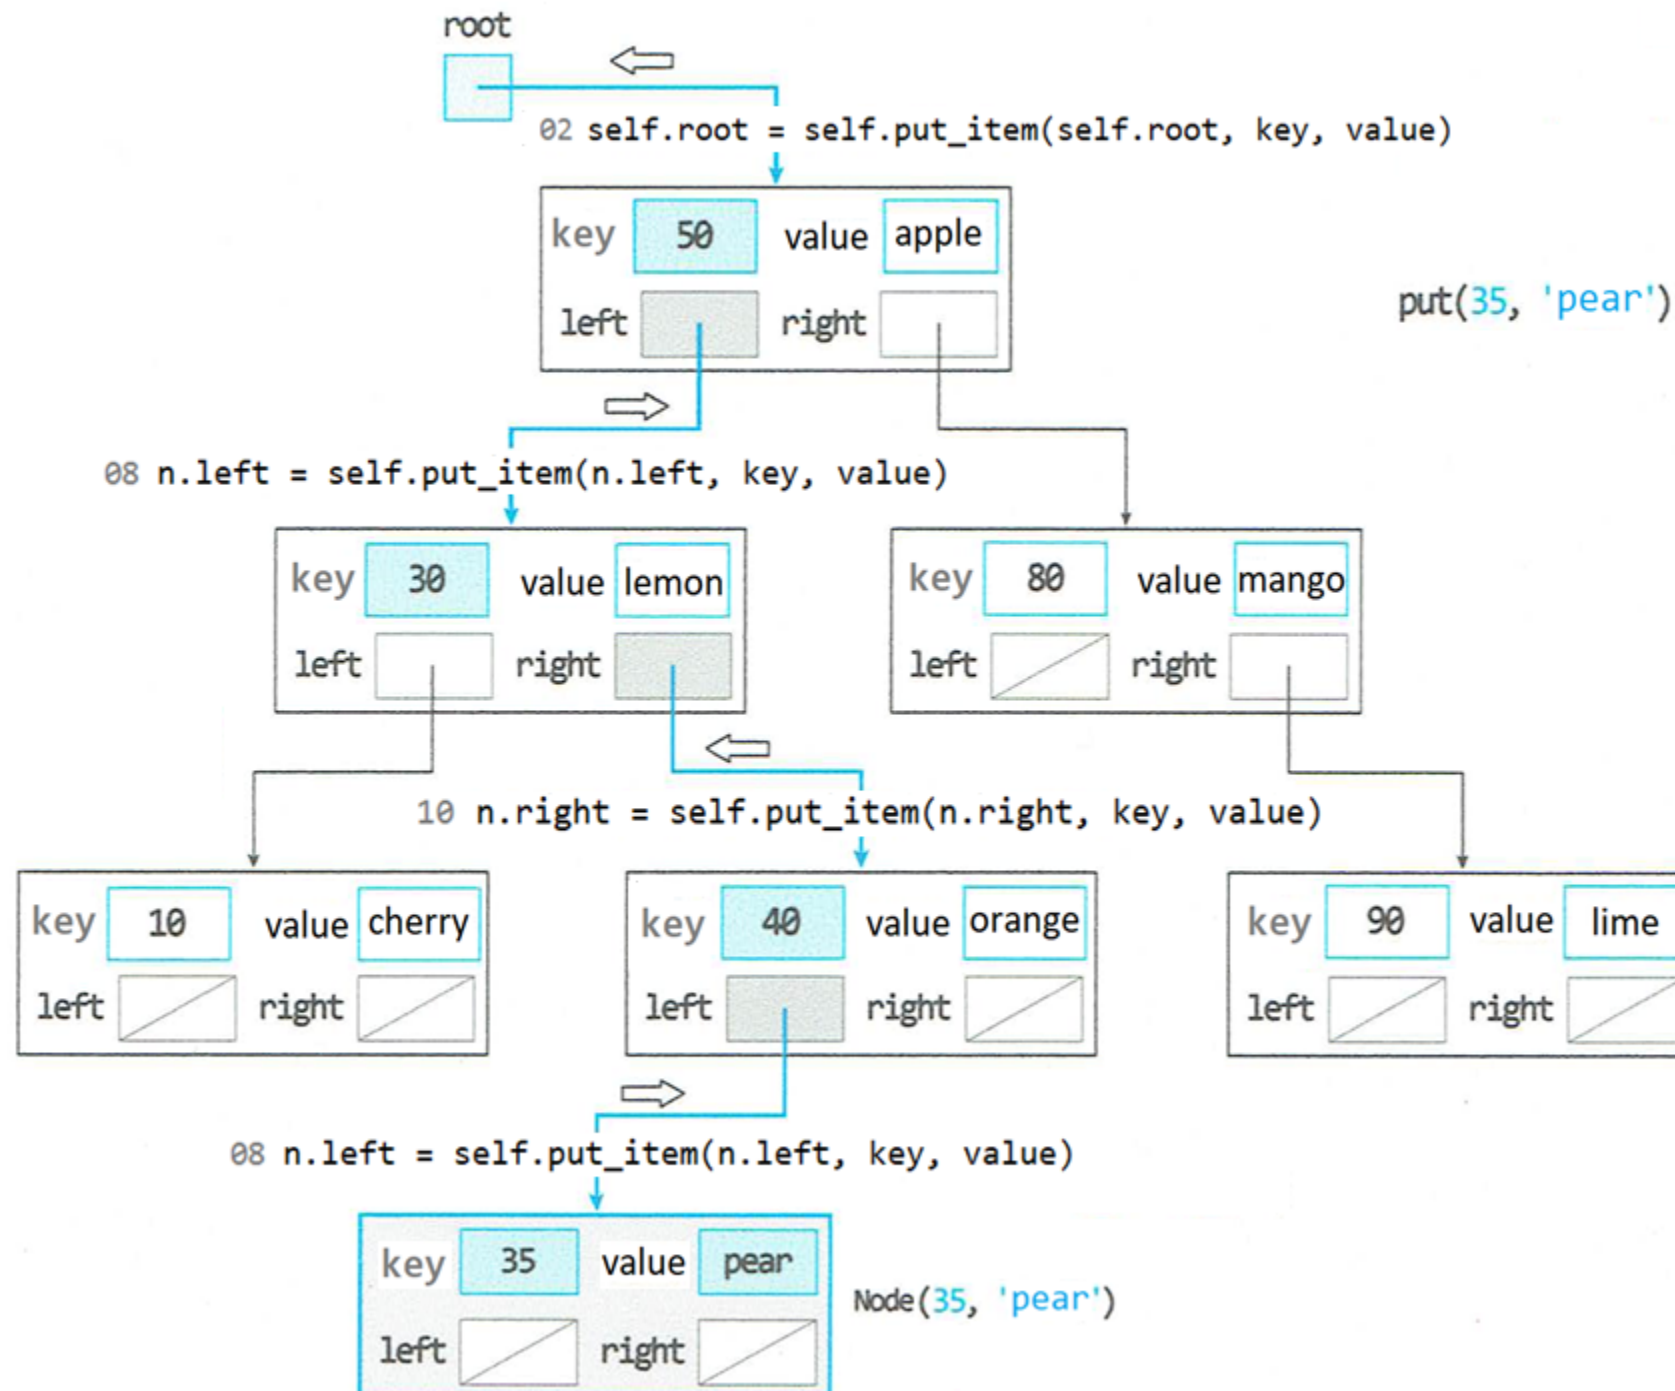 root
02 self.root = self.put_item(self.root, key, value)
key 50 value apple
left right
put(35, 'pear')
08 n.left = self.put_item(n.left, key, value)
key 30 value lemon
left right
key 80 value mango
left right
10 n.right = self.put_item(n.right, key, value)
key 10 value cherry
left right
key 40 value orange
left right
key 90 value lime
left right
08 n.left = self.put_item(n.left, key, value)
key 35 value pear
left right
Node(35, 'pear')